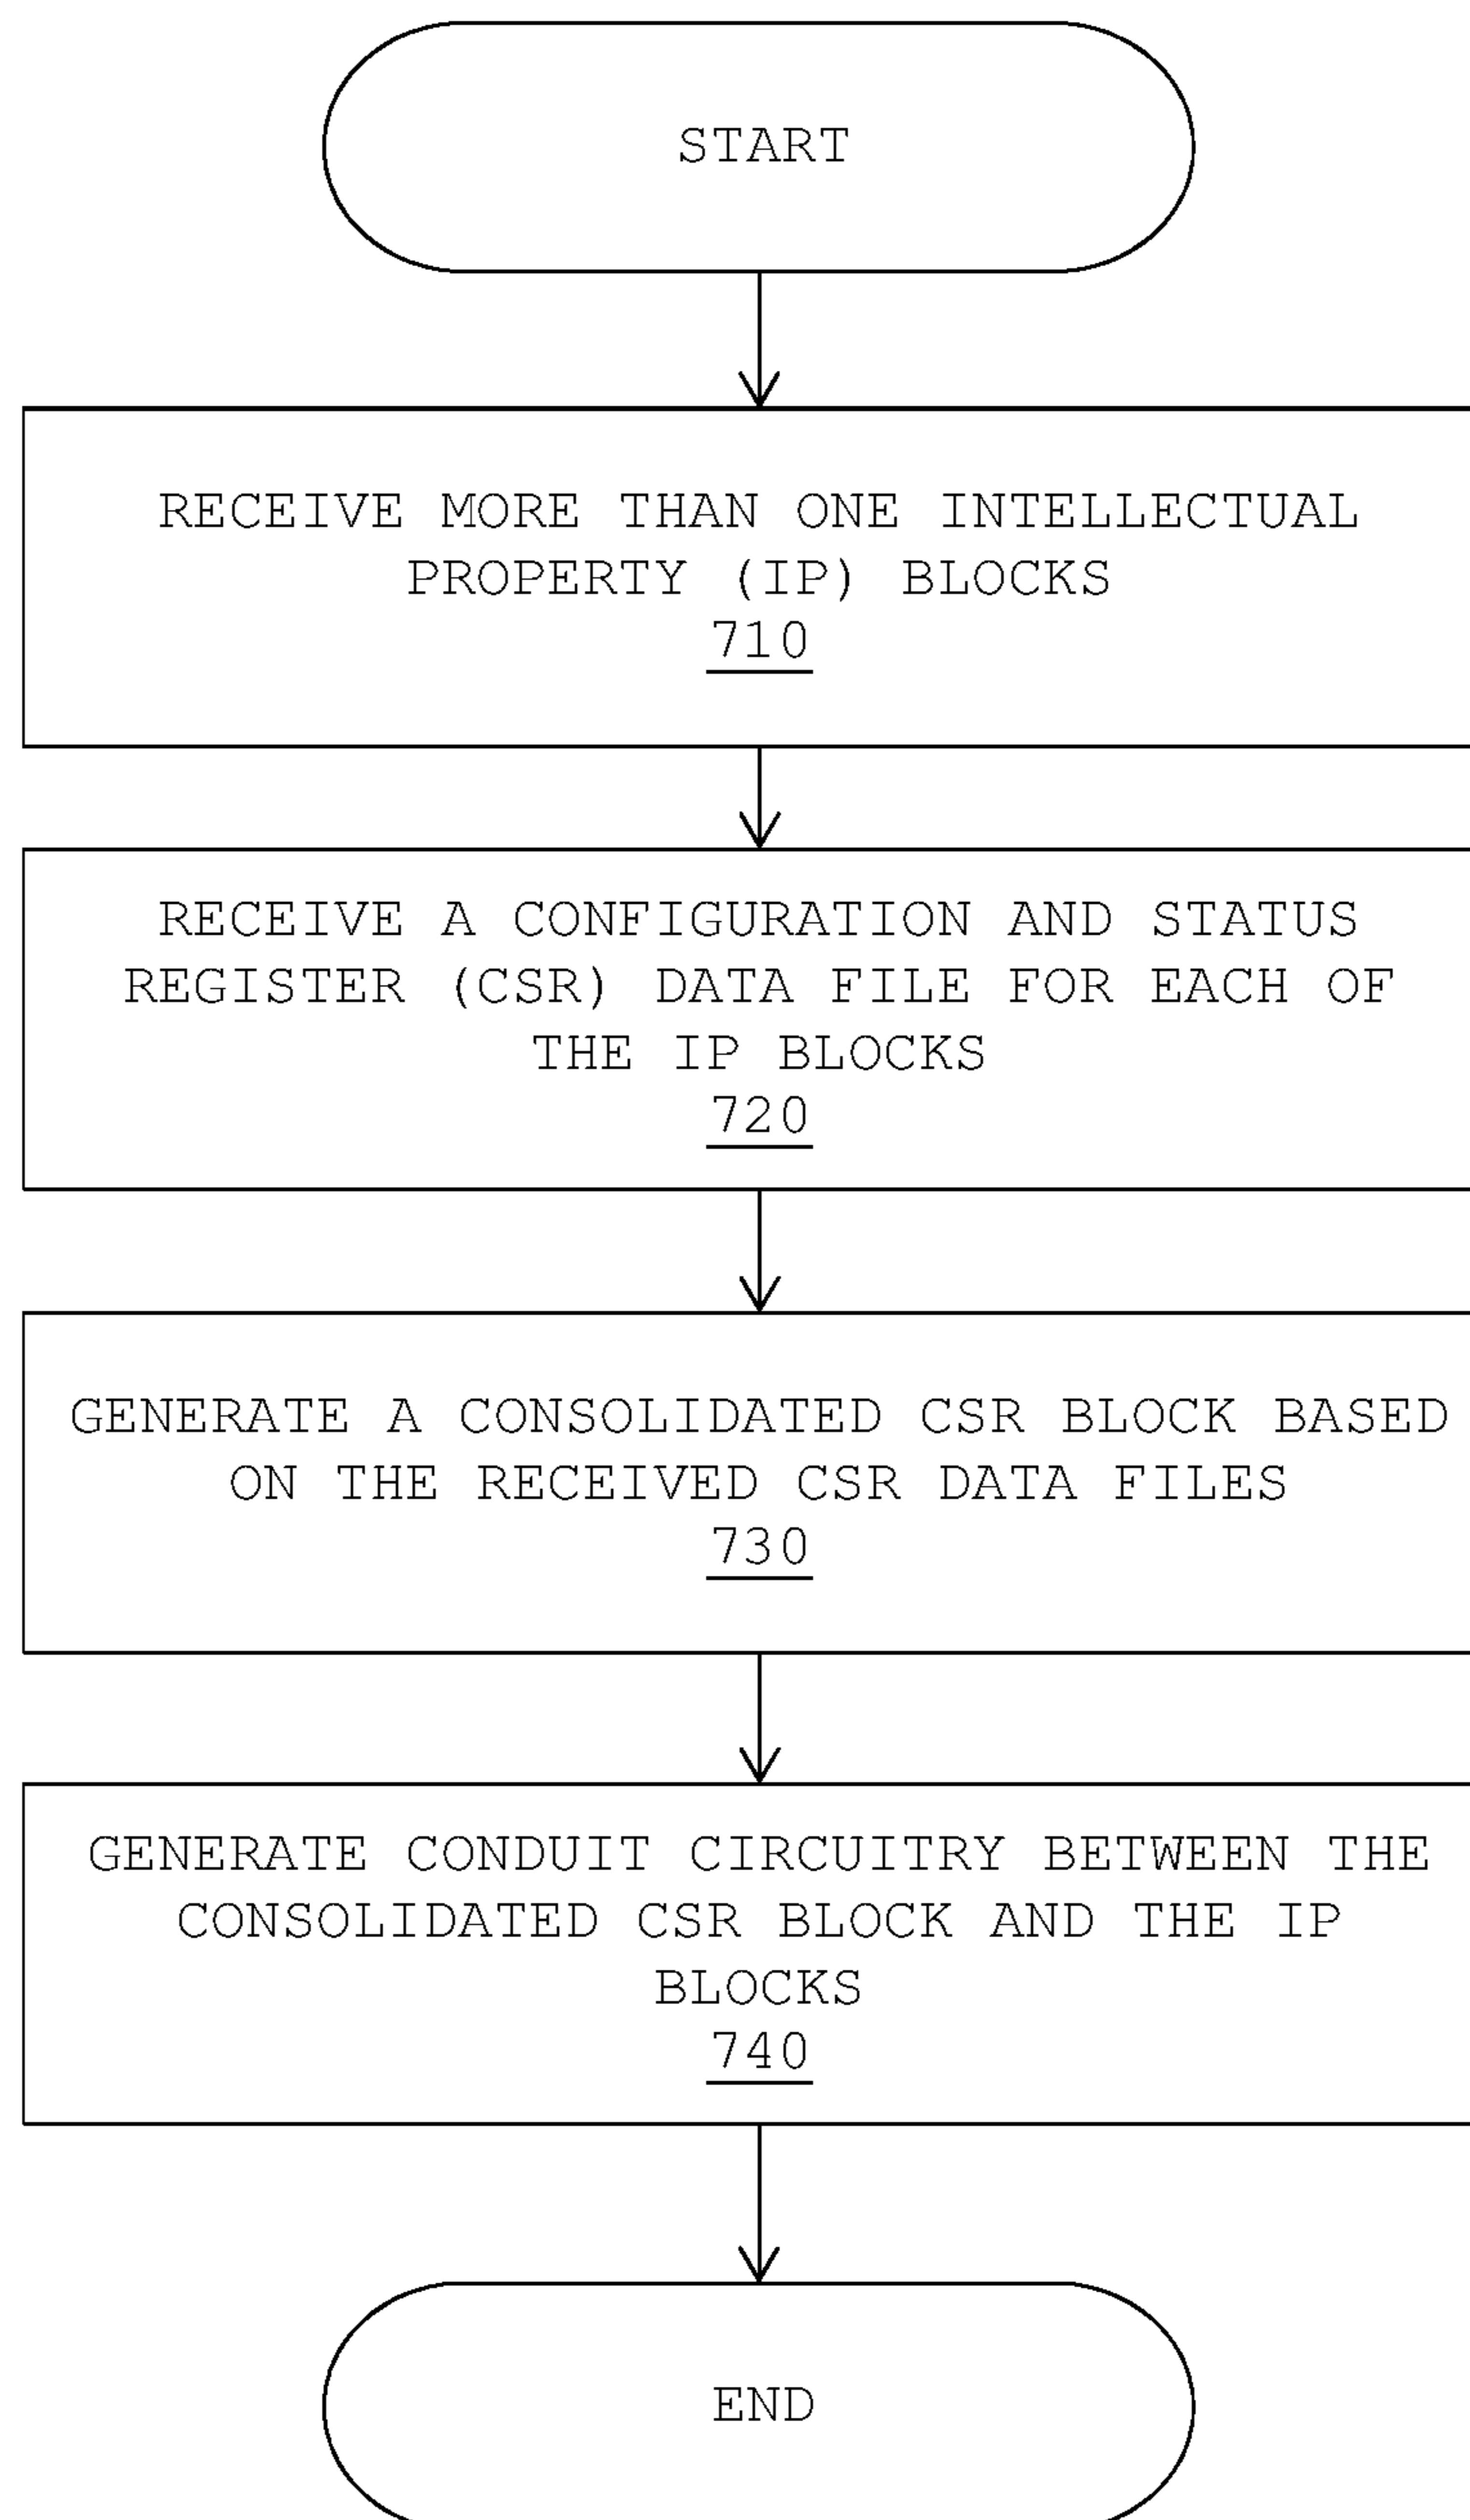 START
RECEIVE MORE THAN ONE INTELLECTUAL
PROPERTY (IP) BLOCKS
710
RECEIVE A CONFIGURATION AND STATUS
REGISTER (CSR) DATA FILE FOR EACH OF
THE IP BLOCKS
720
GENERATE A CONSOLIDATED CSR BLOCK BASED
ON THE RECEIVED CSR DATA FILES
730
GENERATE CONDUIT CIRCUITRY BETWEEN THE
CONSOLIDATED CSR BLOCK AND THE IP
BLOCKS
740
END